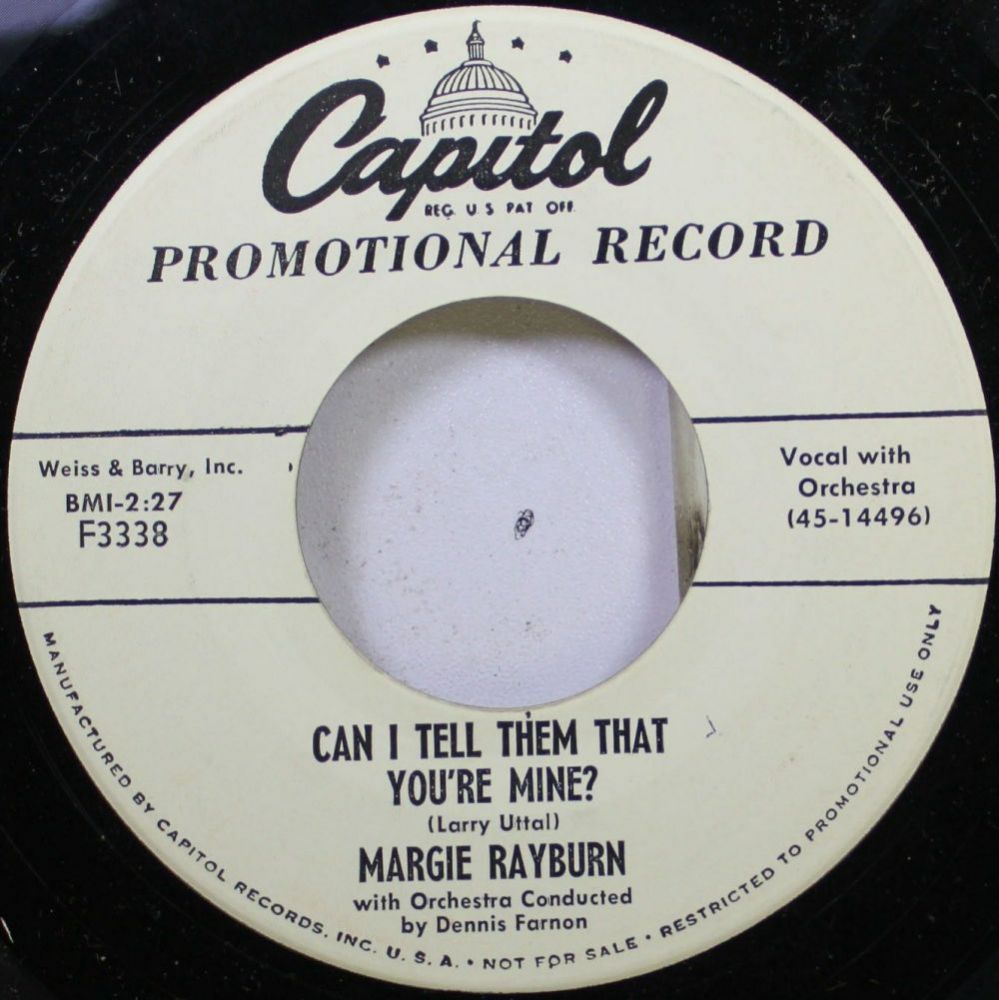 Capitol
REG. U S PAT OFF.
PROMOTIONAL RECORD
Weiss & Barry, Inc.
BMI-2:27
F3338
Vocal with
Orchestra
(45-14496)
CAN I TELL THEM THAT
YOU'RE MINE?
(Larry Uttal)
MARGIE RAYBURN
with Orchestra Conducted
by Dennis Farnon
MANUFACTURED BY CAPITOL RECORDS, INC. U. S. A. • NOT FOR SALE • RESTRICTED TO PROMOTIONAL USE ONLY